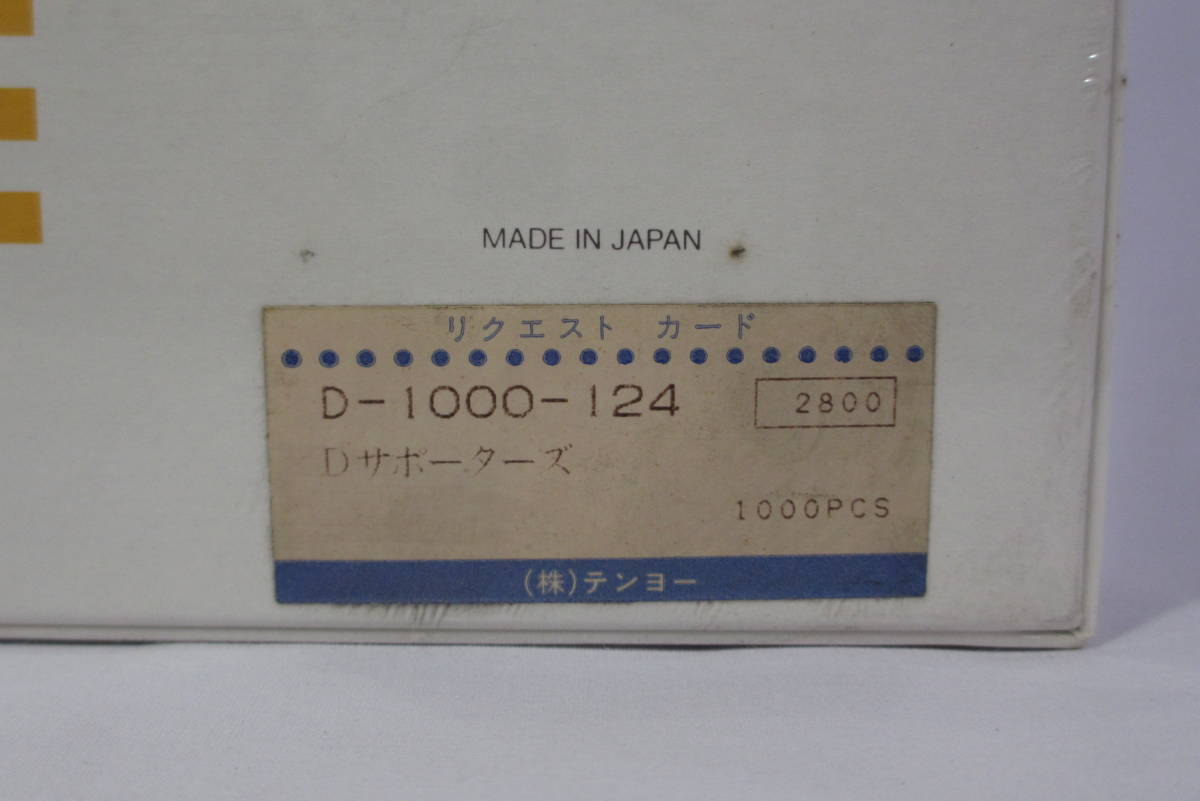 MADE IN JAPAN
リクエスト カード
D-1000-124
2800
Dサポーターズ
1000PCS
(株)テンヨー